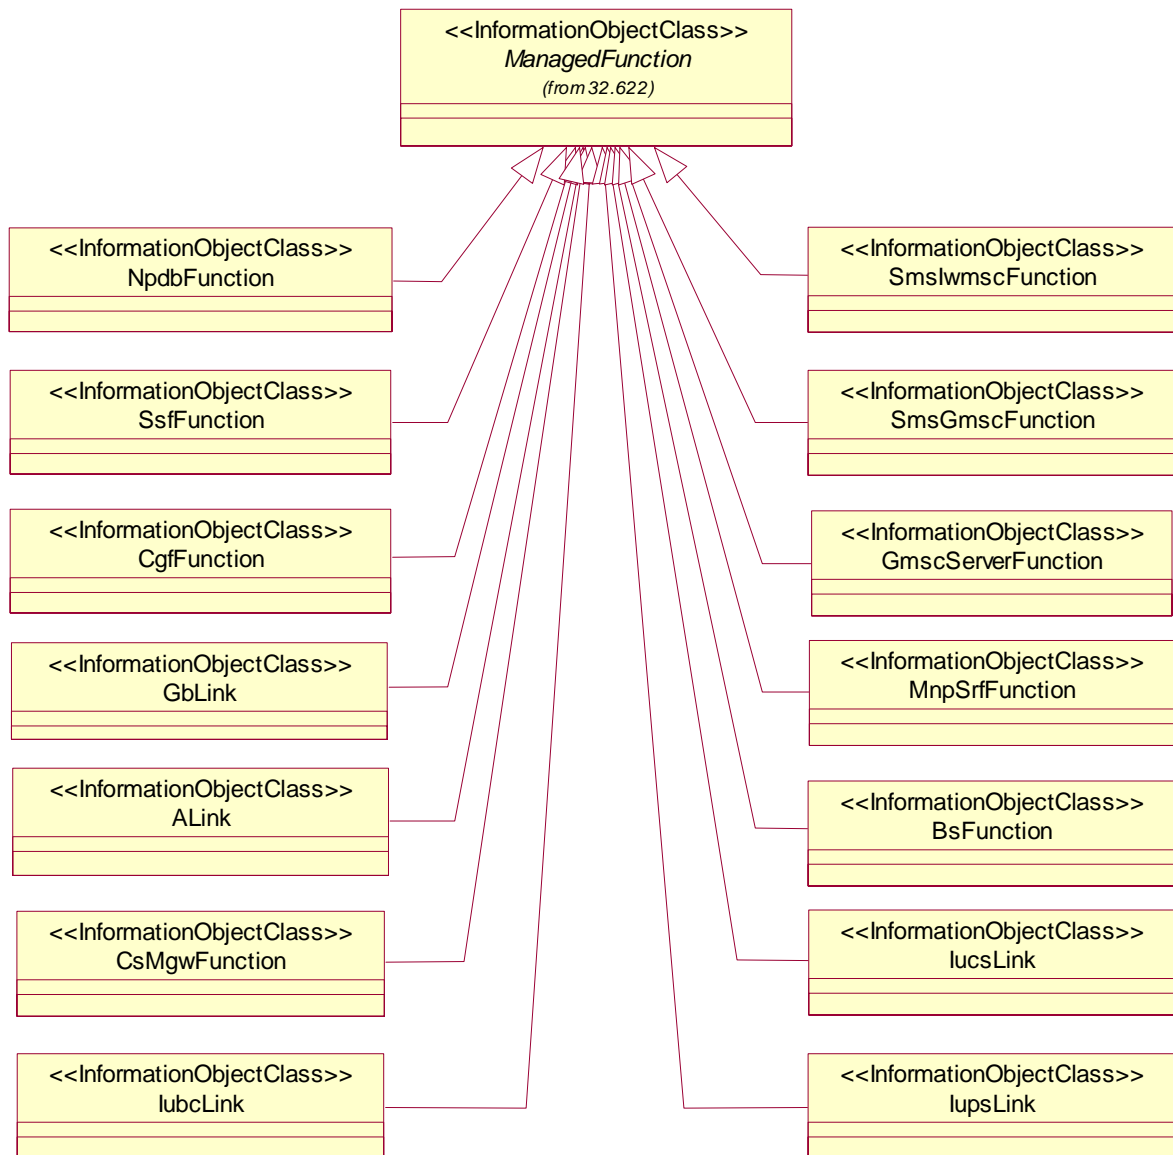 <<InformationObjectClass>>
ManagedFunction
(from 32.622)
<<InformationObjectClass>>
NpdbFunction
<<InformationObjectClass>>
SmsIwmscFunction
<<InformationObjectClass>>
SsfFunction
<<InformationObjectClass>>
SmsGmscFunction
<<InformationObjectClass>>
CgfFunction
<<InformationObjectClass>>
GmscServerFunction
<<InformationObjectClass>>
GbLink
<<InformationObjectClass>>
MnpSrfFunction
<<InformationObjectClass>>
ALink
<<InformationObjectClass>>
BsFunction
<<InformationObjectClass>>
CsMgwFunction
<<InformationObjectClass>>
IucsLink
<<InformationObjectClass>>
IubcLink
<<InformationObjectClass>>
IupsLink